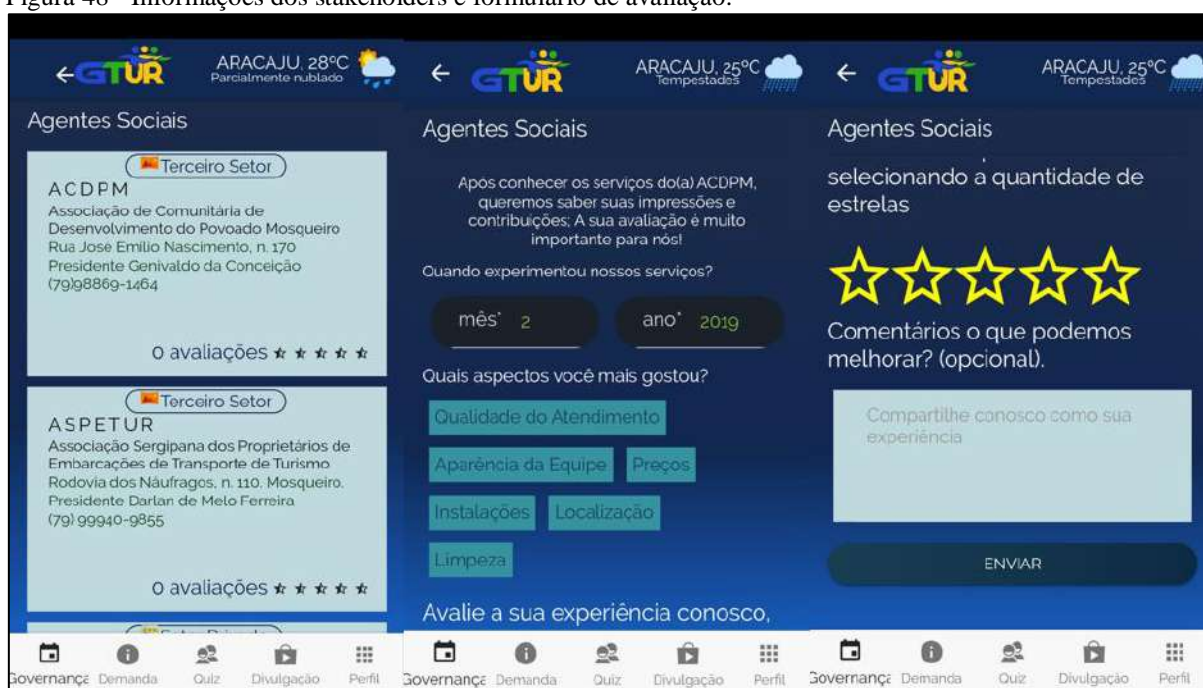 Figura 48 - Informações dos stakeholders e formulário de avaliação.
GTUR
ARACAJU, 28ºC
Parcialmente nublado
Agentes Sociais
Terceiro Setor
ACDPM
Associação de Comunitária de
Desenvolvimento do Povoado Mosqueiro
Rua Jose Emílio Nascimento, n. 170
Presidente Genivaldo da Conceição
(79)98869-1464
0 avaliações
Terceiro Setor
ASPETUR
Associação Sergipana dos Proprietários de
Embarcações de Transporte de Turismo
Rodovia dos Náufragos, n. 110. Mosqueiro.
Presidente Darlan de Melo Ferreira
(79) 99940-9855
0 avaliações
Governança Demanda Quiz Divulgação Perfil
GTUR
ARACAJU, 25ºC
Tempestades
Agentes Sociais
Após conhecer os serviços do(a) ACDPM,
queremos saber suas impressões e
contribuições; A sua avaliação é muito
importante para nós!
Quando experimentou nossos serviços?
mês* 2 ano* 2019
Quais aspectos você mais gostou?
Qualidade do Atendimento
Aparência da Equipe Preços
Instalações Localização
Limpeza
Avalie a sua experiência conosco,
Governança Demanda Quiz Divulgação Perfil
GTUR
ARACAJU, 25ºC
Tempestades
Agentes Sociais
selecionando a quantidade de
estrelas
Comentários o que podemos
melhorar? (opcional).
Compartilhe conosco como sua
experiência
ENVIAR
Governança Demanda Quiz Divulgação Perfil